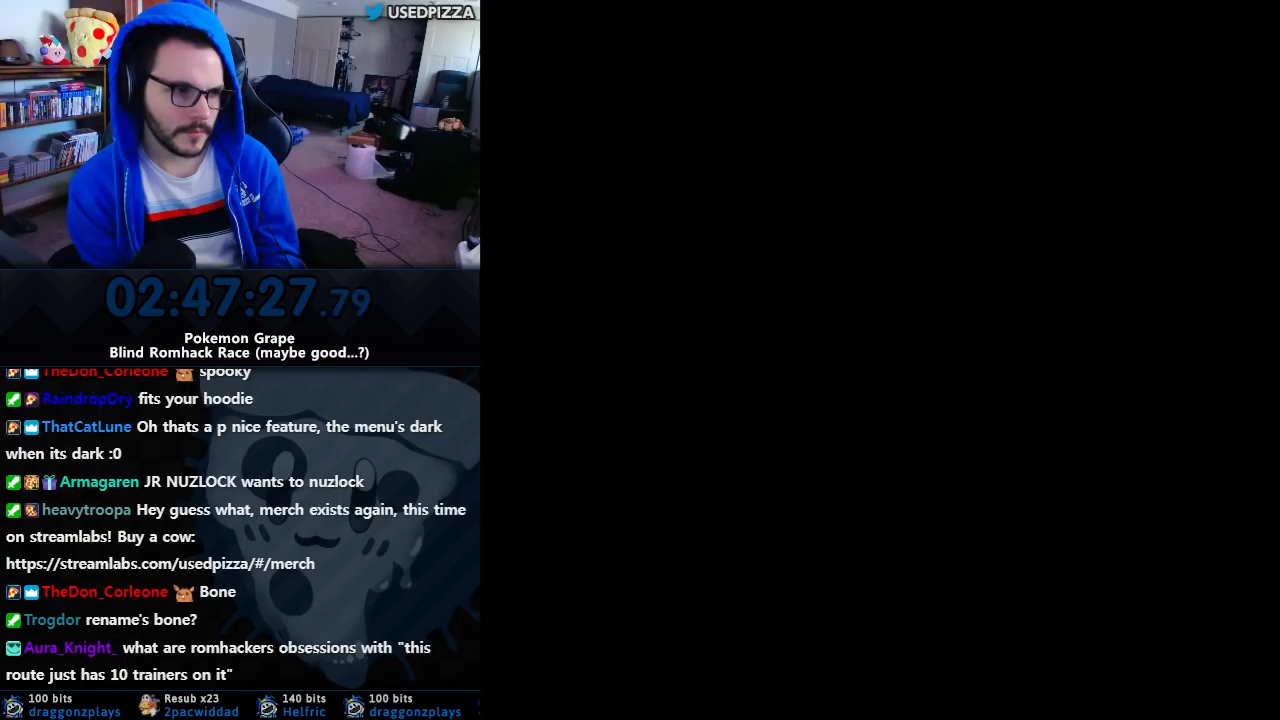 USEDPIZZA
02:47:27.79
Pokemon Grape
Blind Romhack Race (maybe good...?)
TheDon_Corleone spooky
RaindropDry fits your hoodie
ThatCatLune Oh thats a p nice feature, the menu's dark
when its dark :0
Armagaren JR NUZLOCK wants to nuzlock
heavytroopa Hey guess what, merch exists again, this time
on streamlabs! Buy a cow:
https://streamlabs.com/usedpizza/#/merch
TheDon_Corleone Bone
Trogdor rename's bone?
Aura_Knight_ what are romhackers obsessions with "this
route just has 10 trainers on it"
100 bits
draggonzplays
Resub x23
2pacwiddad
140 bits
Helfric
100 bits
draggonzplays